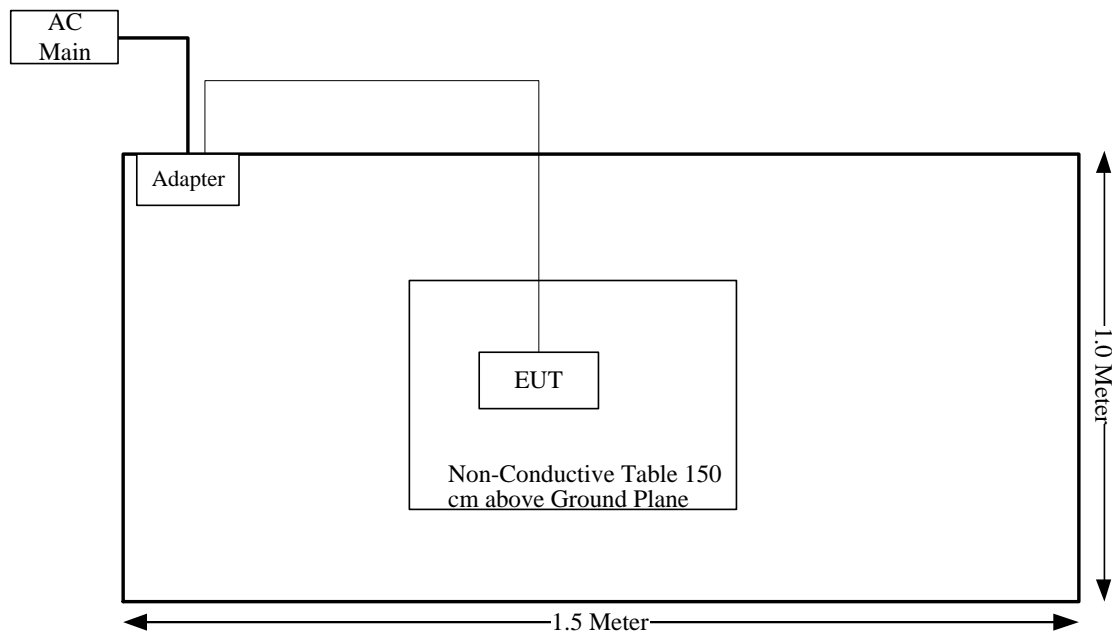 AC
Main
Adapter
EUT
Non-Conductive Table 150
cm above Ground Plane
1.0 Meter
1.5 Meter